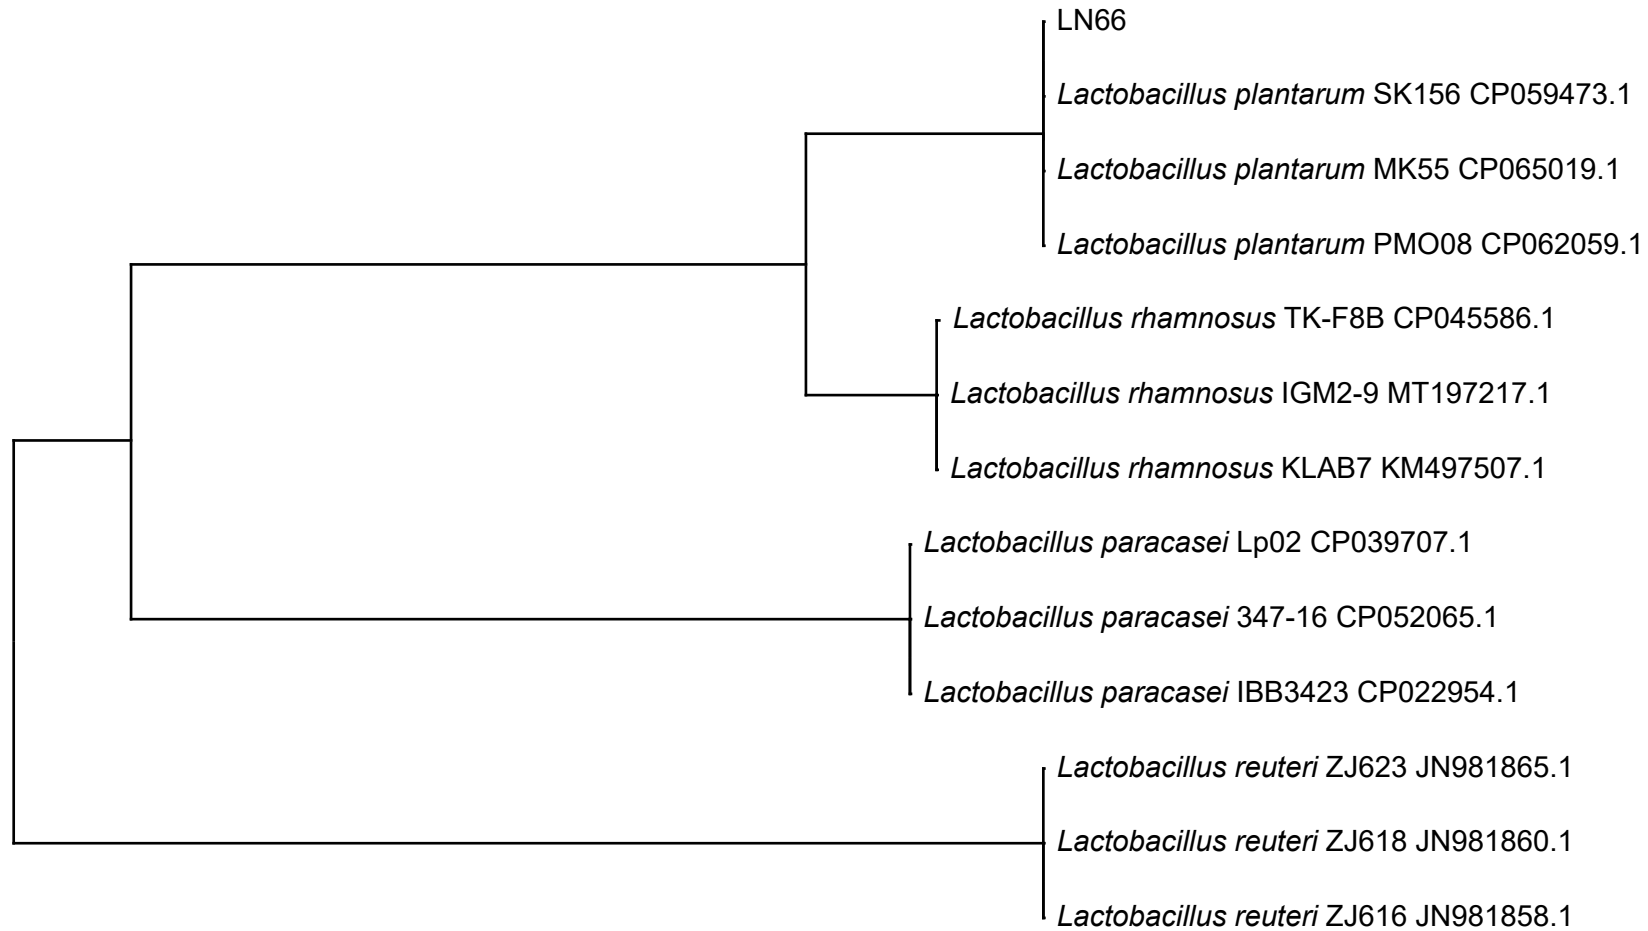 LN66
Lactobacillus plantarum SK156 CP059473.1
Lactobacillus plantarum MK55 CP065019.1
Lactobacillus plantarum PMO08 CP062059.1
Lactobacillus rhamnosus TK-F8B CP045586.1
Lactobacillus rhamnosus IGM2-9 MT197217.1
Lactobacillus rhamnosus KLAB7 KM497507.1
Lactobacillus paracasei Lp02 CP039707.1
Lactobacillus paracasei 347-16 CP052065.1
Lactobacillus paracasei IBB3423 CP022954.1
Lactobacillus reuteri ZJ623 JN981865.1
Lactobacillus reuteri ZJ618 JN981860.1
Lactobacillus reuteri ZJ616 JN981858.1